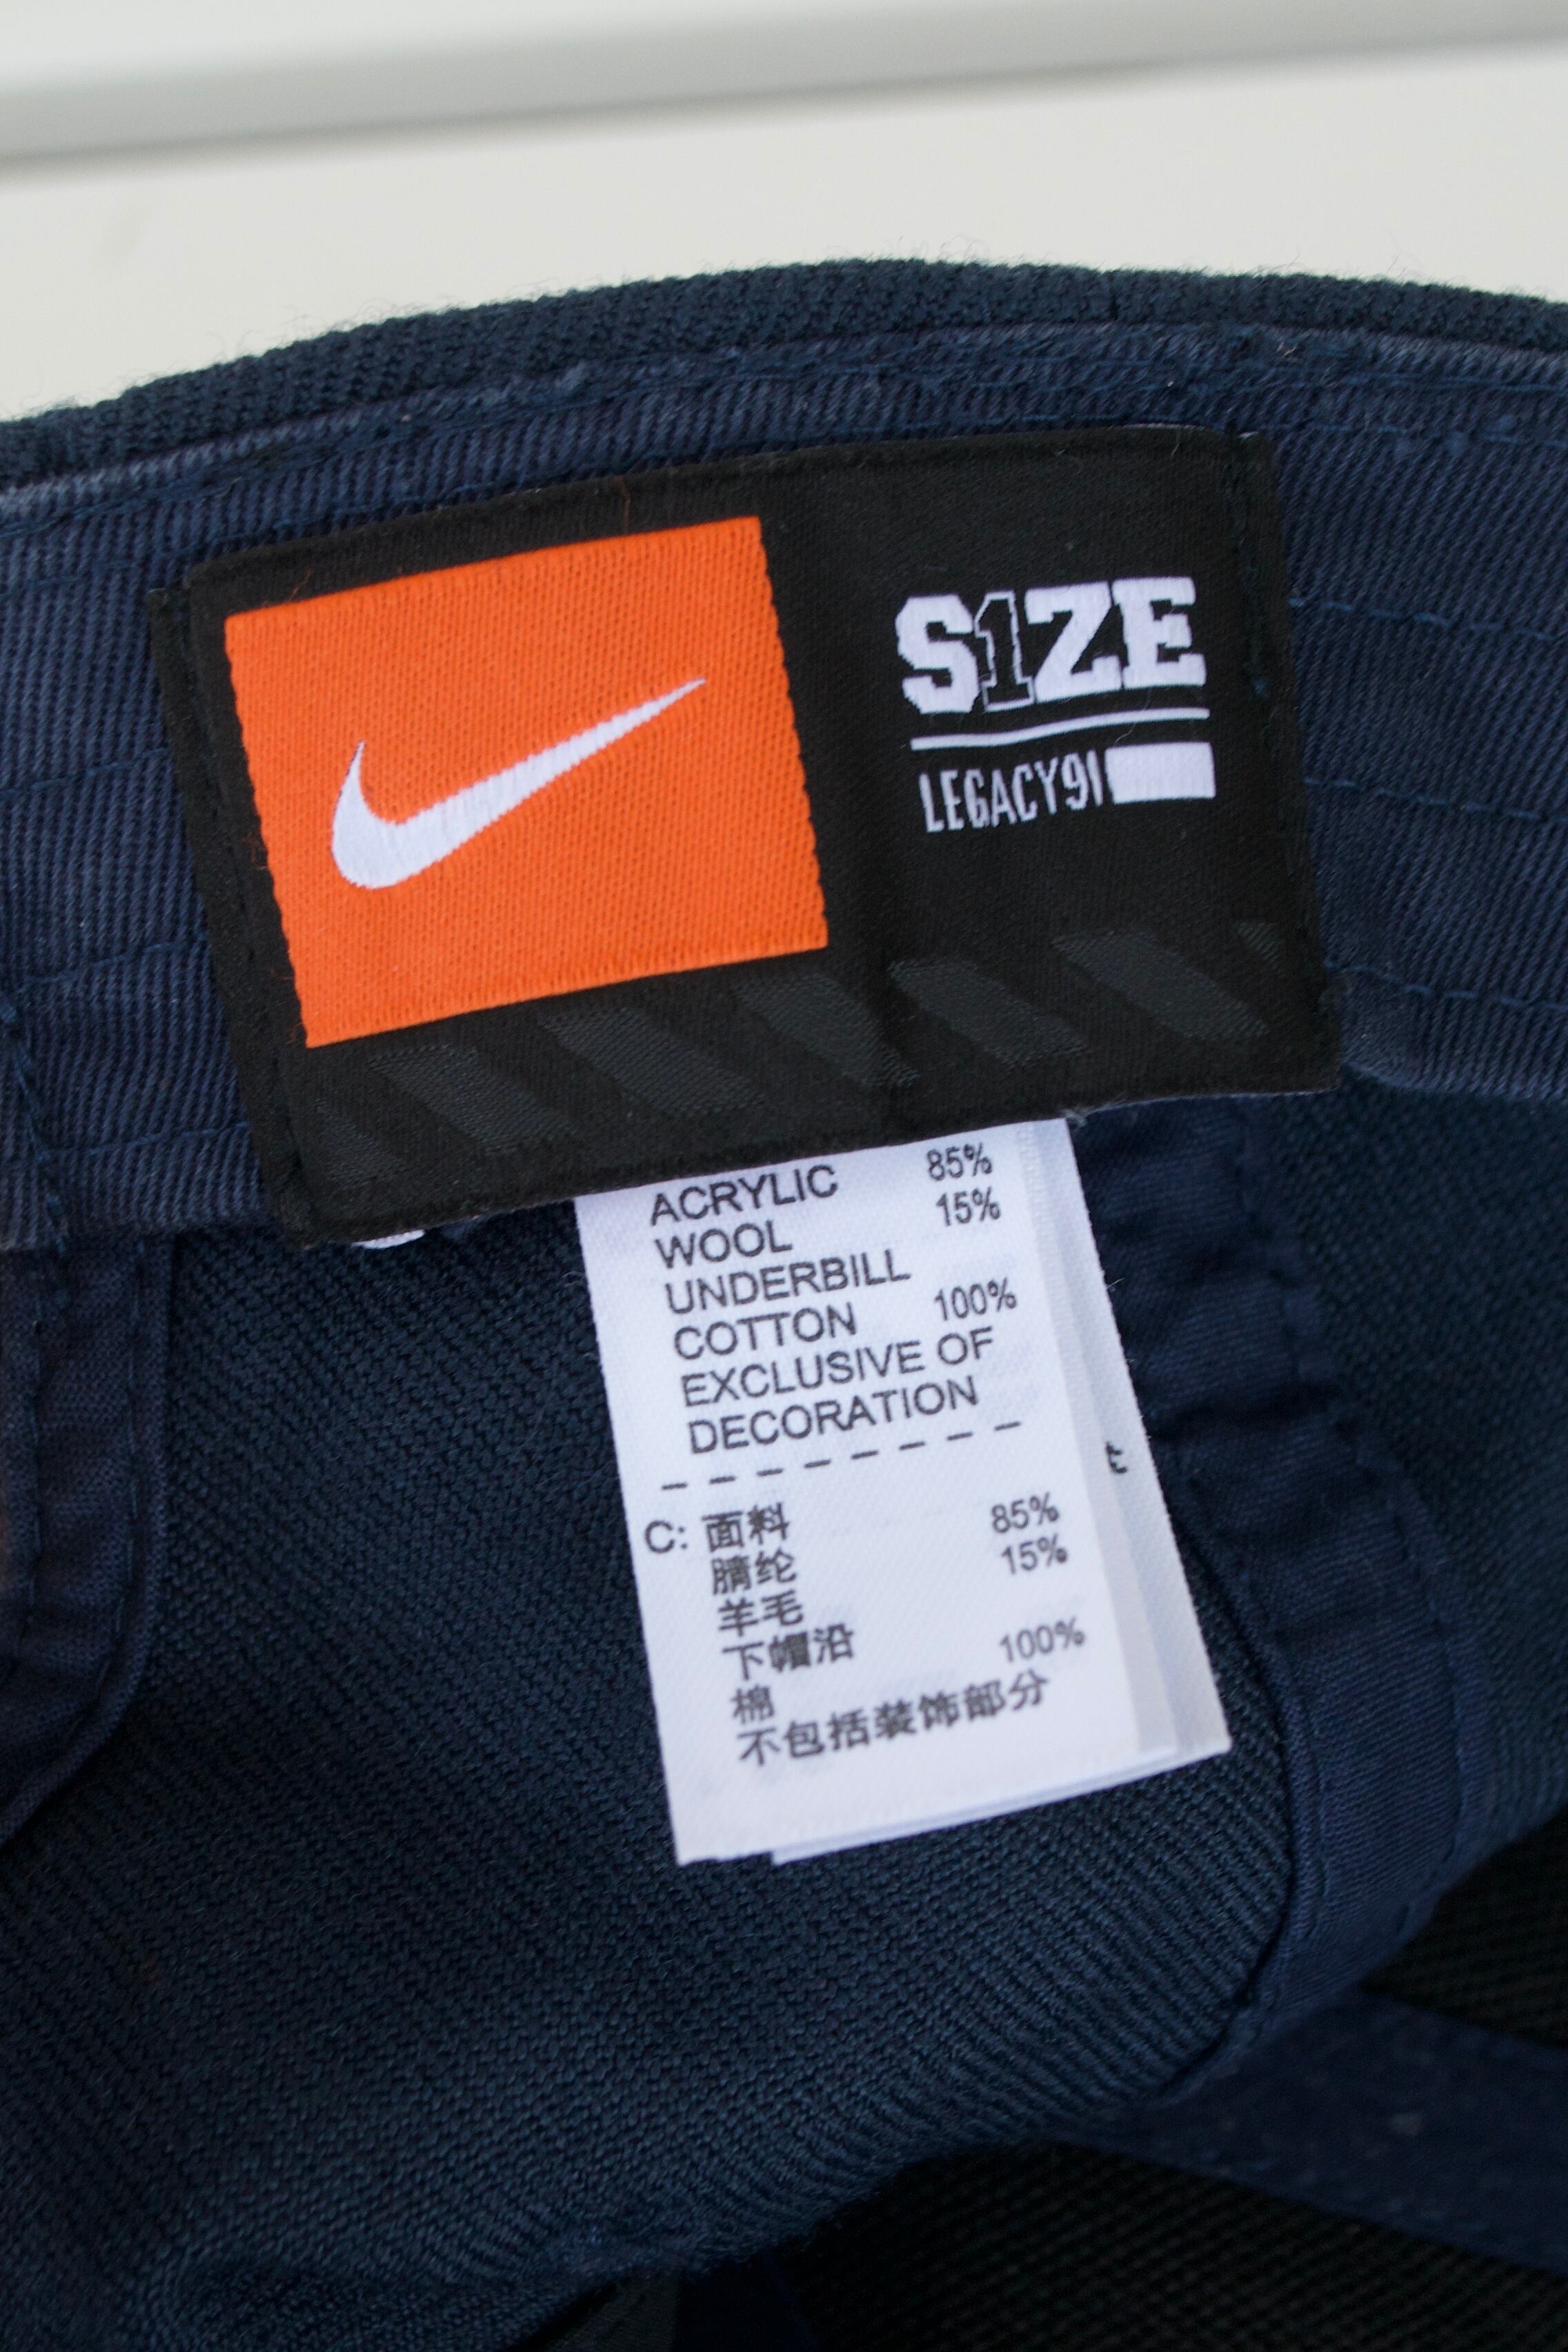 S1ZE
LEGACY91
ACRYLIC 85%
WOOL 15%
UNDERBILL
COTTON 100%
EXCLUSIVE OF
DECORATION
C: 面料
腈纶 85%
羊毛 15%
下帽沿
棉 100%
不包括装饰部分